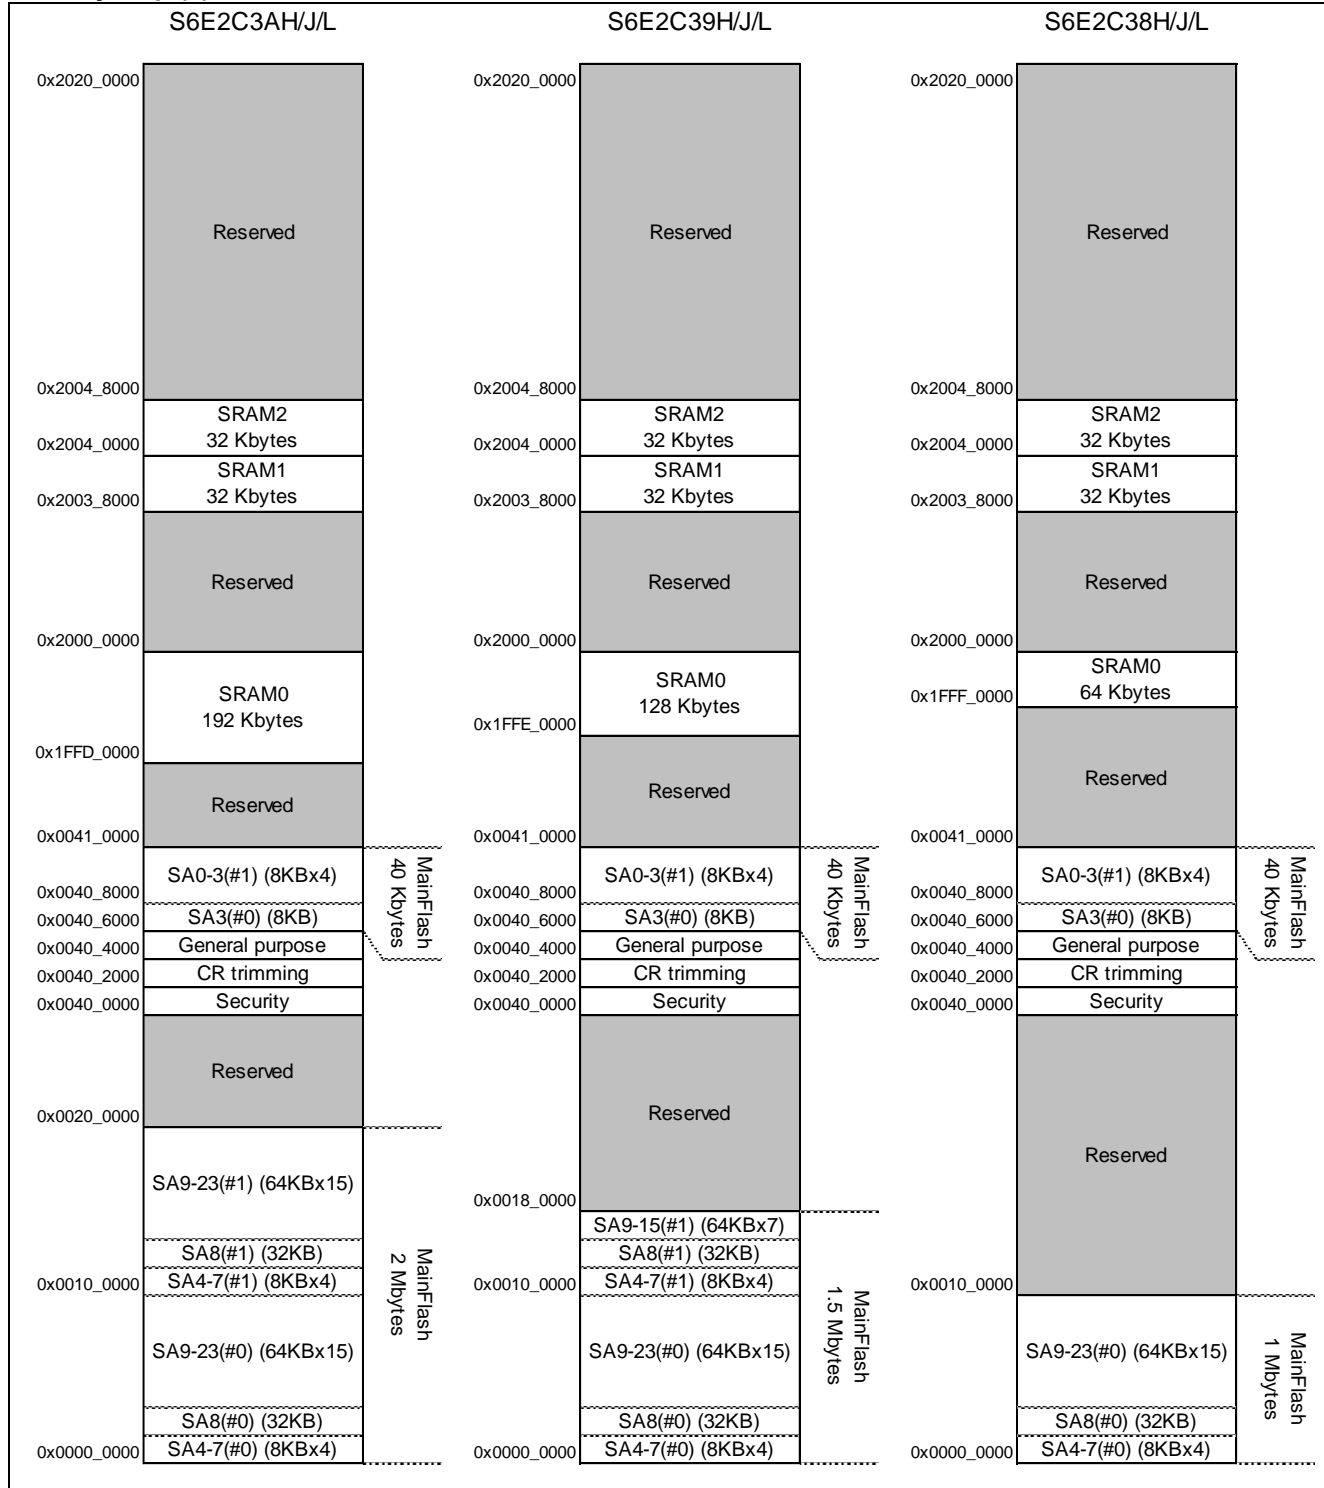 S6E2C3AH/J/L
0x2020_0000
Reserved
0x2004_8000
SRAM2
32 Kbytes
0x2004_0000
SRAM1
32 Kbytes
0x2003_8000
Reserved
0x2000_0000
SRAM0
192 Kbytes
0x1FFD_0000
Reserved
0x0041_0000
SA0-3(#1) (8KBx4)
0x0040_8000
SA3(#0) (8KB)
0x0040_6000
General purpose
0x0040_4000
CR trimming
0x0040_2000
Security
0x0040_0000
Reserved
0x0020_0000
SA9-23(#1) (64KBx15)
SA8(#1) (32KB)
SA4-7(#1) (8KBx4)
0x0010_0000
SA9-23(#0) (64KBx15)
SA8(#0) (32KB)
SA4-7(#0) (8KBx4)
0x0000_0000
MainFlash
40 Kbytes
MainFlash
2 Mbytes
S6E2C39H/J/L
0x2020_0000
Reserved
0x2004_8000
SRAM2
32 Kbytes
0x2004_0000
SRAM1
32 Kbytes
0x2003_8000
Reserved
0x2000_0000
SRAM0
128 Kbytes
0x1FFE_0000
Reserved
0x0041_0000
SA0-3(#1) (8KBx4)
0x0040_8000
SA3(#0) (8KB)
0x0040_6000
General purpose
0x0040_4000
CR trimming
0x0040_2000
Security
0x0040_0000
Reserved
0x0018_0000
SA9-15(#1) (64KBx7)
SA8(#1) (32KB)
SA4-7(#1) (8KBx4)
0x0010_0000
SA9-23(#0) (64KBx15)
SA8(#0) (32KB)
SA4-7(#0) (8KBx4)
0x0000_0000
MainFlash
40 Kbytes
MainFlash
1.5 Mbytes
S6E2C38H/J/L
0x2020_0000
Reserved
0x2004_8000
SRAM2
32 Kbytes
0x2004_0000
SRAM1
32 Kbytes
0x2003_8000
Reserved
0x2000_0000
SRAM0
64 Kbytes
0x1FFF_0000
Reserved
0x0041_0000
SA0-3(#1) (8KBx4)
0x0040_8000
SA3(#0) (8KB)
0x0040_6000
General purpose
0x0040_4000
CR trimming
0x0040_2000
Security
0x0040_0000
Reserved
0x0010_0000
SA9-23(#0) (64KBx15)
SA8(#0) (32KB)
SA4-7(#0) (8KBx4)
0x0000_0000
MainFlash
40 Kbytes
MainFlash
1 Mbytes